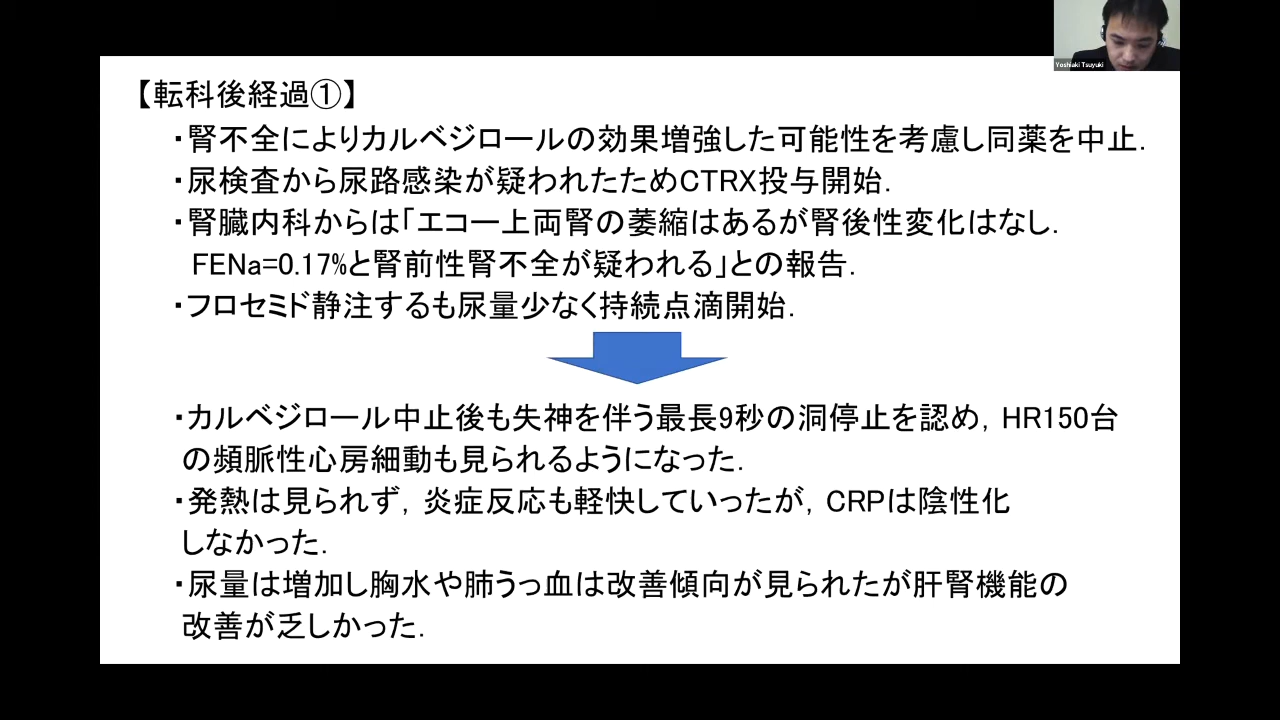 Yoshiaki Tsuyuki
【転科後経過①】
・腎不全によりカルベジロールの効果増強した可能性を考慮し同薬を中止.
・尿検査から尿路感染が疑われたためCTRX投与開始.
・腎臓内科からは「エコー上両腎の萎縮はあるが腎後性変化はなし.
FENa=0.17%と腎前性腎不全が疑われる」との報告.
・フロセミド静注するも尿量少なく持続点滴開始.
・カルベジロール中止後も失神を伴う最長9秒の洞停止を認め, HR150台
の頻脈性心房細動も見られるようになった.
・発熱は見られず, 炎症反応も軽快していったが, CRPは陰性化
しなかった.
・尿量は増加し胸水や肺うっ血は改善傾向が見られたが肝腎機能の
改善が乏しかった.